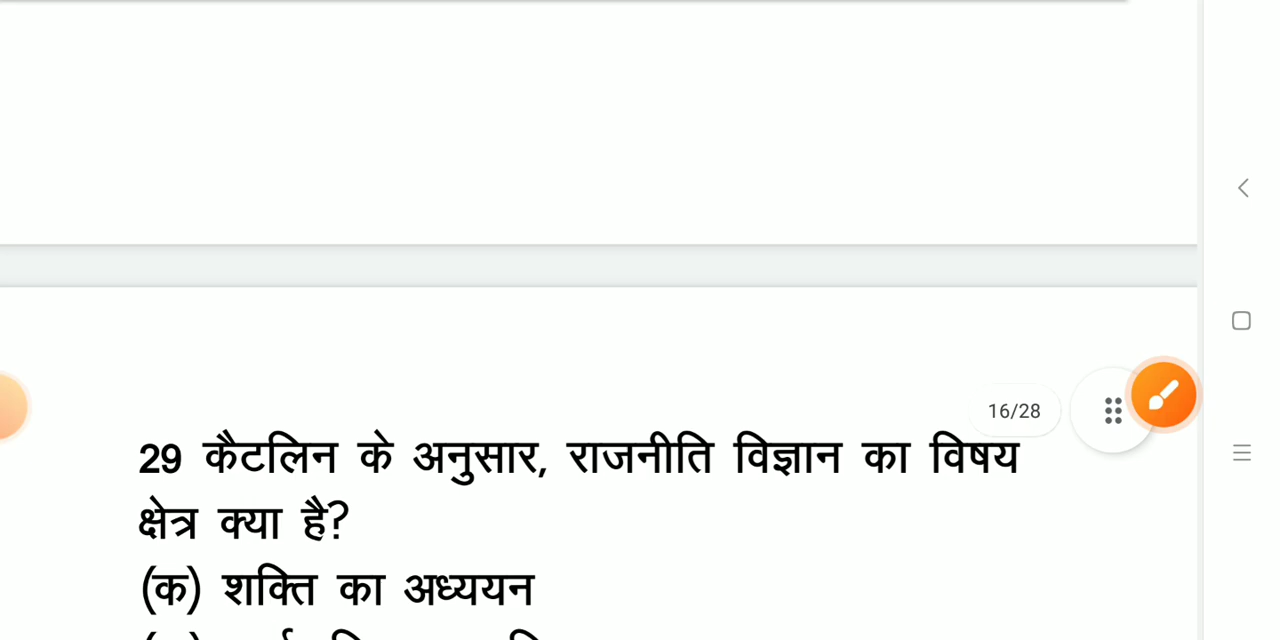 16/28
29 कैटलिन के अनुसार, राजनीति विज्ञान का विषय
क्षेत्र क्या है?
(क) शक्ति का अध्ययन